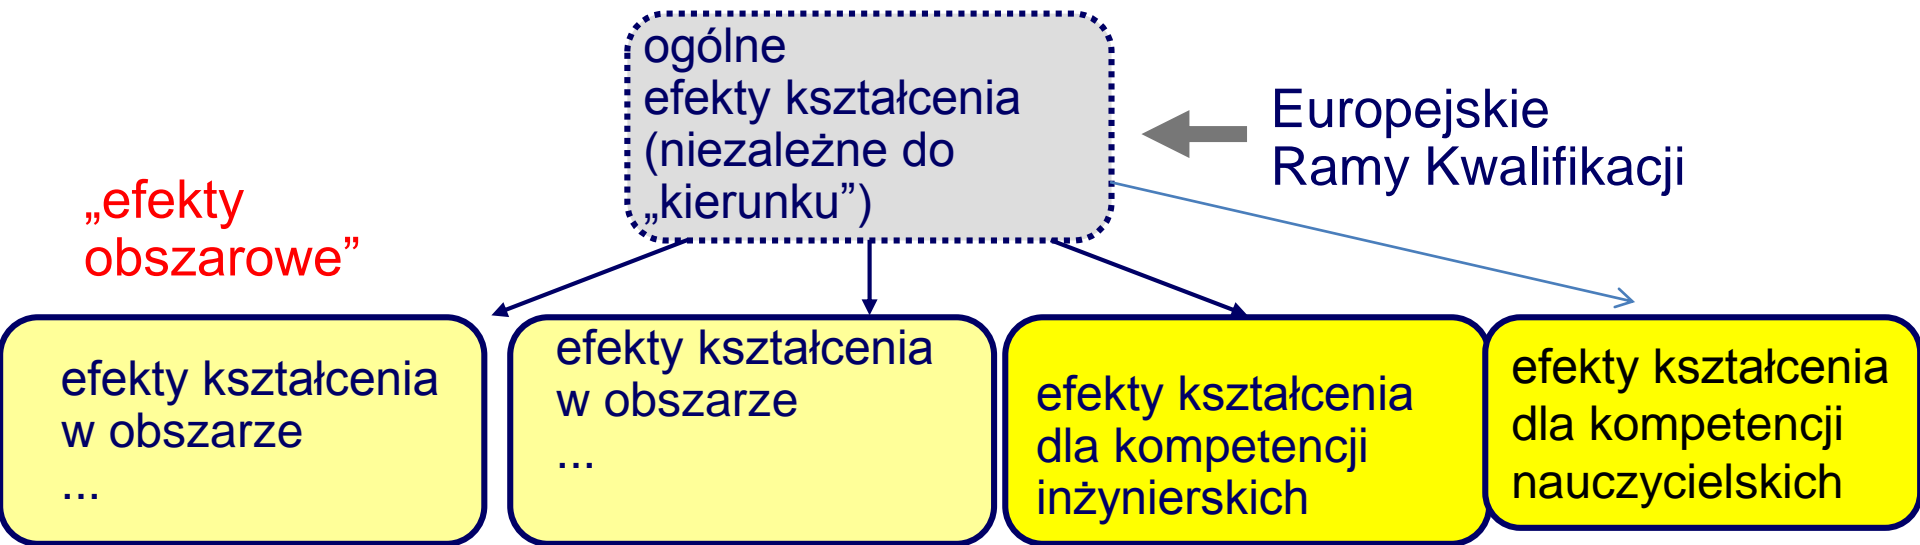 ogólne
efekty kształcenia
(niezależne do
„kierunku”)
Europejskie
Ramy Kwalifikacji
„efekty
obszarowe”
efekty kształcenia
w obszarze
...
efekty kształcenia
w obszarze
...
efekty kształcenia
dla kompetencji
inżynierskich
efekty kształcenia
dla kompetencji
nauczycielskich